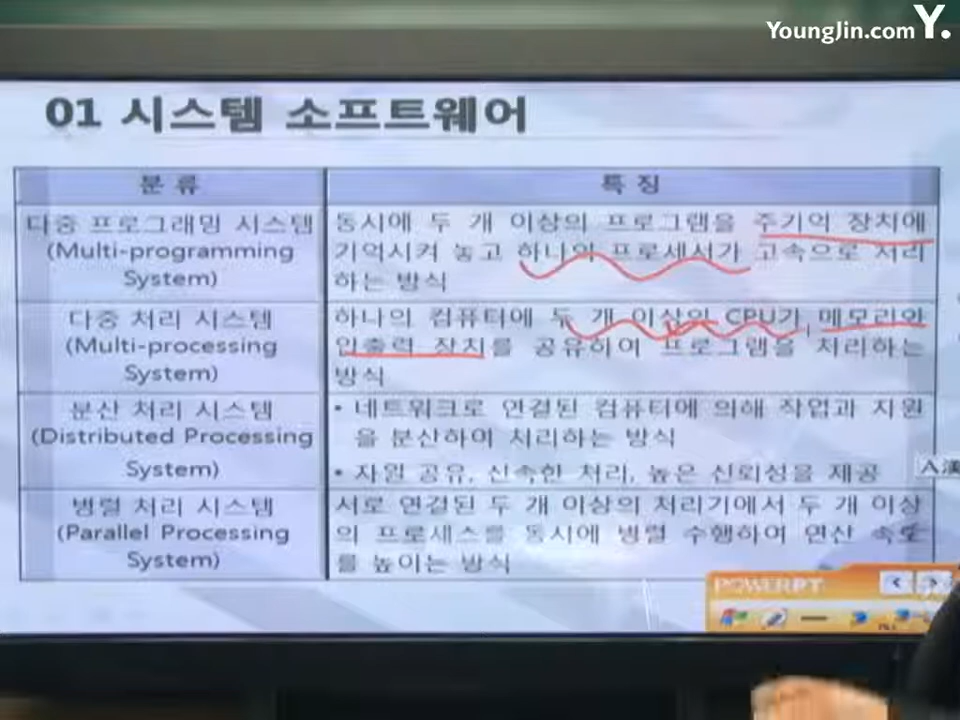 YoungJin.com Y.
01 시스템 소프트웨어
분 류
특 징
다중 프로그래밍 시스템
(Multi-programming
System)
동시에 두 개 이상의 프로그램을 주기억 장치에
기억시켜 놓고 하나의 프로세서가 고속으로 처리
하는 방식
다중 처리 시스템
(Multi-processing
System)
하나의 컴퓨터에 두 개 이상의 CPU가 메모리와
입출력 장치를 공유하여 프로그램을 처리하는
방식
분산 처리 시스템
(Distributed Processing
System)
• 네트워크로 연결된 컴퓨터에 의해 작업과 지원
을 분산하여 처리하는 방식
• 자원 공유, 신속한 처리, 높은 신뢰성을 제공
병렬 처리 시스템
(Parallel Processing
System)
서로 연결된 두 개 이상의 처리기에서 두 개 이상
의 프로세스를 동시에 병렬 수행하여 연산 속도
를 높이는 방식
A漢
POWERPT